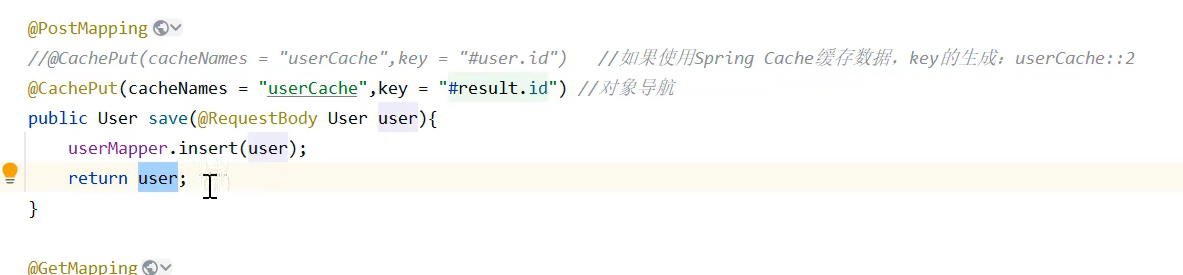 @PostMapping
//@CachePut(cacheNames = "userCache",key = "#user.id")   //如果使用Spring Cache缓存数据，key的生成：userCache::2
@CachePut(cacheNames = "userCache",key = "#result.id") //对象导航
public User save(@RequestBody User user){
userMapper.insert(user);
return user;
}
@GetMapping